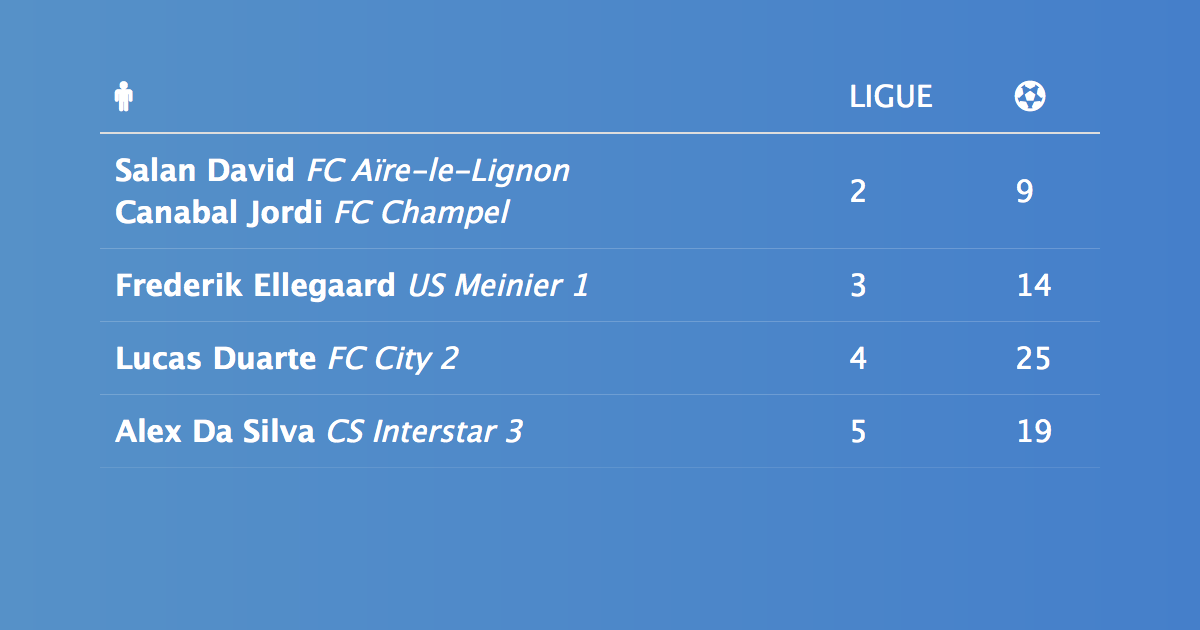 LIGUE
Salan David FC Aïre-le-Lignon
Canabal Jordi FC Champel
2 9
Frederik Ellegaard US Meinier 1 3 14
Lucas Duarte FC City 2 4 25
Alex Da Silva CS Interstar 3 5 19